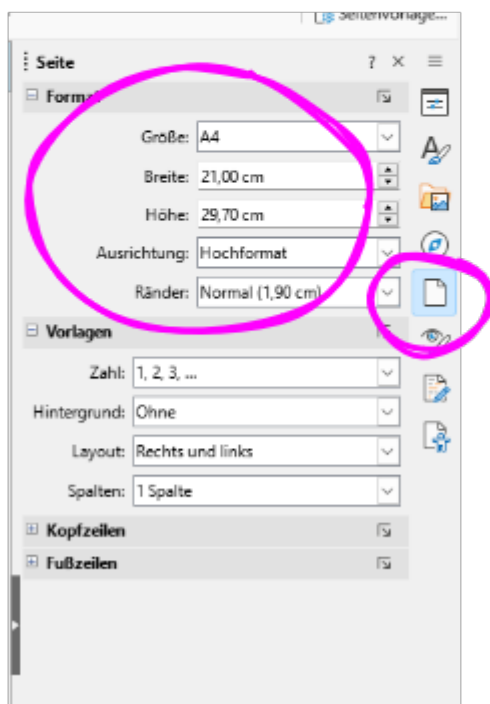 Seitenvorlage...
Seite ? ×
Format
Größe: A4
Breite: 21,00 cm
Höhe: 29,70 cm
Ausrichtung: Hochformat
Ränder: Normal (1,90 cm)
Vorlagen
Zahl: 1, 2, 3, ...
Hintergrund: Ohne
Layout: Rechts und links
Spalten: 1 Spalte
Kopfzeilen
Fußzeilen